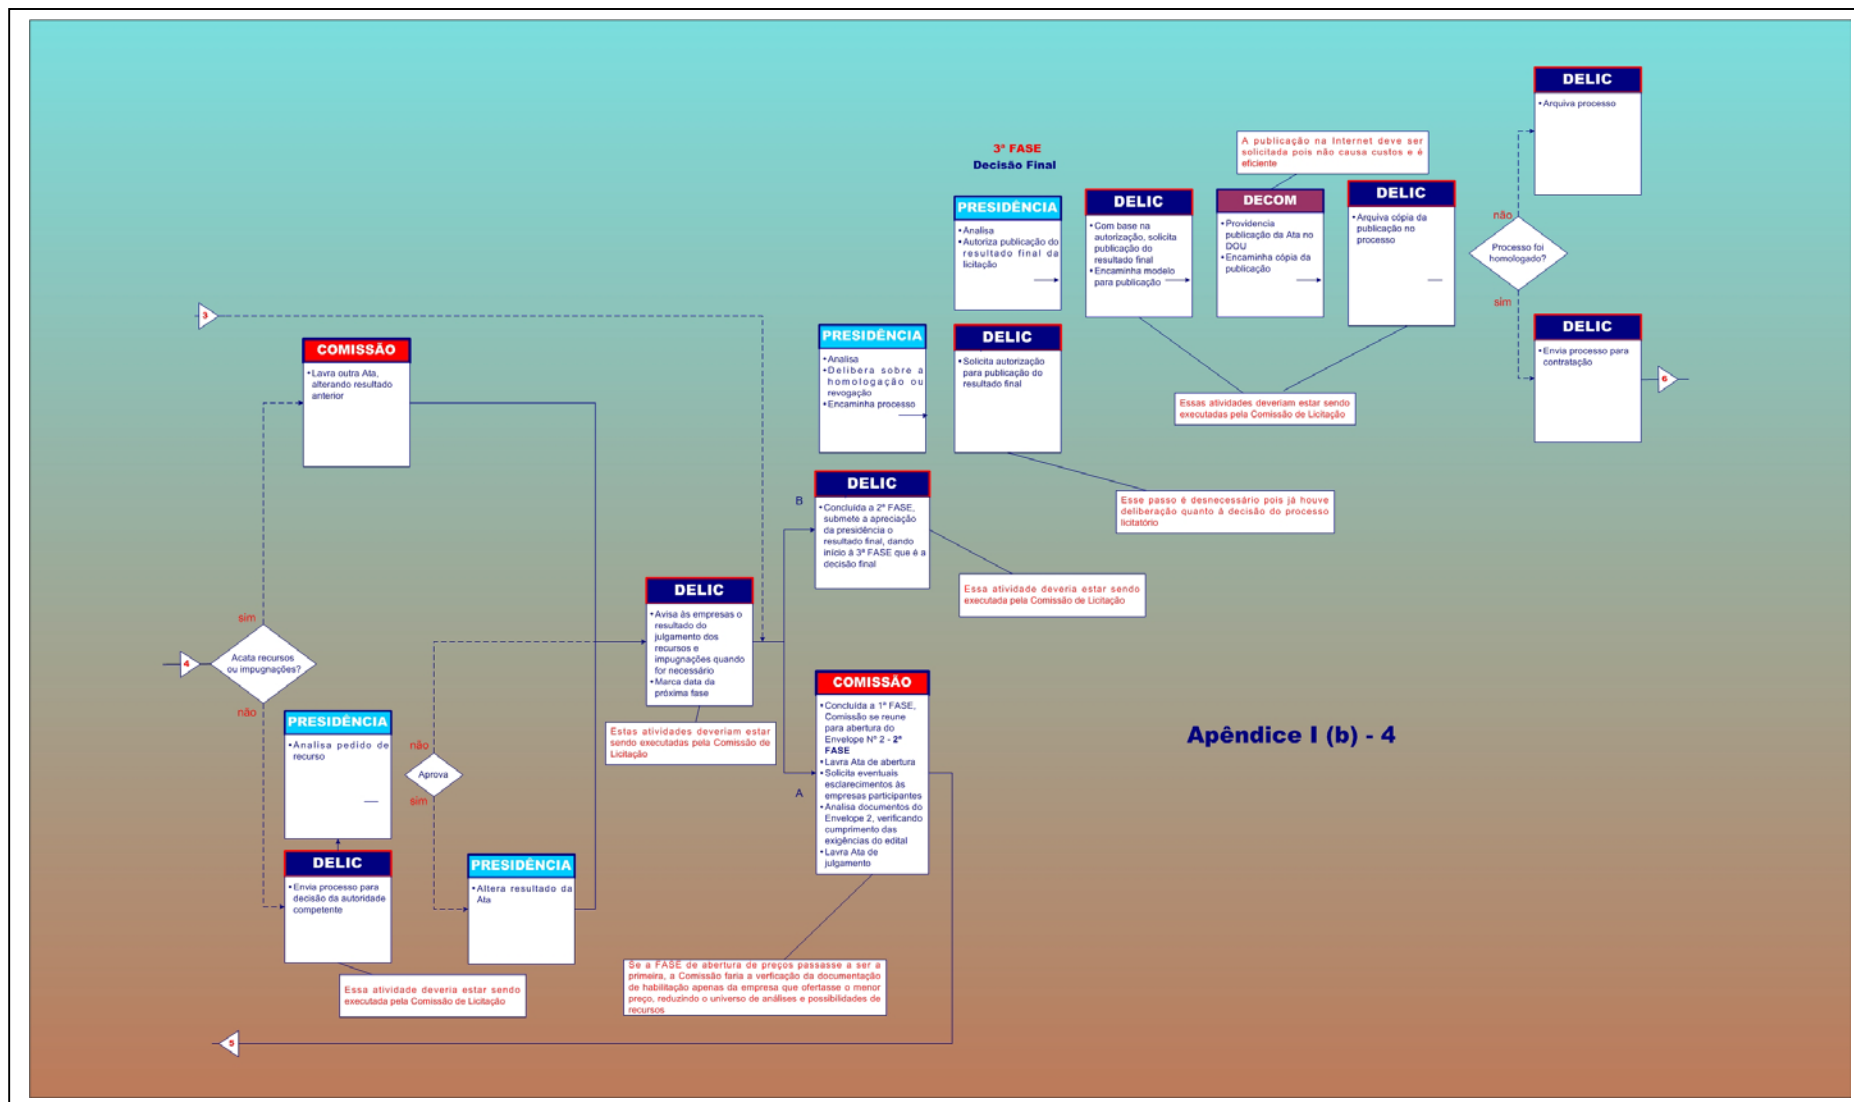 DELIC
• Arquiva processo
A publicação na Internet deve ser
solicitada pois não causa custos e é
eficiente
3ª FASE
Decisão Final
PRESIDÊNCIA
• Analisa
• Autoriza publicação do
resultado final da
licitação
DELIC
• Com base na
autorização, solicita
publicação do
resultado final
• Encaminha modelo
para publicação
DECOM
• Providencia
publicação da Ata no
DOU
• Encaminha cópia da
publicação
DELIC
• Arquiva cópia da
publicação no
processo
não
Processo foi
homologado?
sim
DELIC
• Envia processo para
contratação
6
3
COMISSÃO
• Lavra outra Ata,
alterando resultado
anterior
PRESIDÊNCIA
• Analisa
• Delibera sobre a
homologação ou
revogação
• Encaminha processo
DELIC
• Solicita autorização
para publicação do
resultado final
Essas atividades deveriam estar sendo
executadas pela Comissão de Licitação
Esse passo é desnecessário pois já houve
deliberação quanto à decisão do processo
licitatório
B
DELIC
• Concluída a 2ª FASE,
submete a apreciação
da presidência o
resultado final, dando
início à 3ª FASE que é a
decisão final
Essa atividade deveria estar sendo
executada pela Comissão de Licitação
sim
4
Acata recursos
ou impugnações?
não
DELIC
• Avisa às empresas o
resultado do
julgamento dos
recursos e
impugnações quando
for necessário
• Marca data da
próxima fase
Estas atividades deveriam estar
sendo executadas pela Comissão de
Licitação
PRESIDÊNCIA
• Analisa pedido de
recurso
não
Aprova
sim
A
COMISSÃO
• Concluída a 1ª FASE,
Comissão se reune
para abertura do
Envelope Nº 2 - 2ª
FASE
• Lavra Ata de abertura
• Solicita eventuais
esclarecimentos às
empresas participantes
• Analisa documentos do
Envelope 2, verificando
cumprimento das
exigências do edital
• Lavra Ata de
julgamento
Apêndice I (b) - 4
DELIC
• Envia processo para
decisão da autoridade
competente
PRESIDÊNCIA
• Altera resultado da
Ata
Essa atividade deveria estar sendo
executada pela Comissão de Licitação
Se a FASE de abertura de preços passasse a ser a
primeira, a Comissão faria a verficação da documentação
de habilitação apenas da empresa que ofertasse o menor
preço, reduzindo o universo de análises e possibilidades de
recursos
5